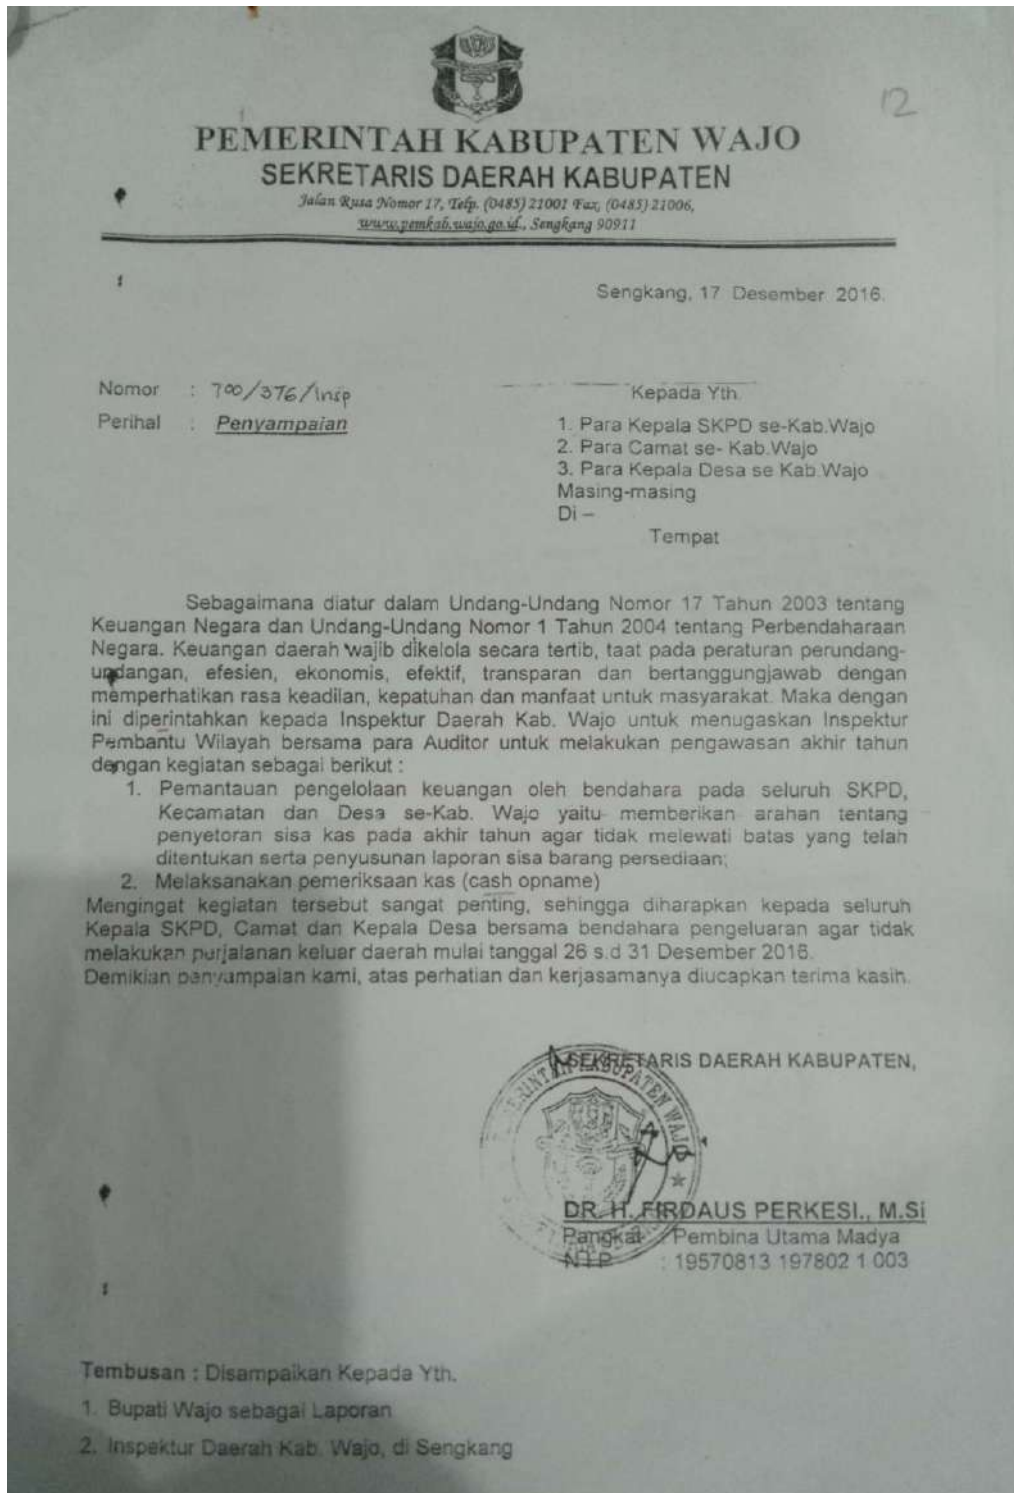 12
PEMERINTAH KABUPATEN WAJO
SEKRETARIS DAERAH KABUPATEN
Jalan Rusa Nomor 17, Telp. (0485) 21001 Fax, (0485) 21006,
www.pemkab.wajo.go.id., Sengkang 90911
Sengkang, 17 Desember 2016.
Nomor : 700/376/Insp
Perihal : Penyampaian
Kepada Yth.
1. Para Kepala SKPD se-Kab.Wajo
2. Para Camat se- Kab.Wajo
3. Para Kepala Desa se Kab.Wajo
Masing-masing
Di –
Tempat
Sebagaimana diatur dalam Undang-Undang Nomor 17 Tahun 2003 tentang
Keuangan Negara dan Undang-Undang Nomor 1 Tahun 2004 tentang Perbendaharaan
Negara. Keuangan daerah wajib dikelola secara tertib, taat pada peraturan perundang-
undangan, efesien, ekonomis, efektif, transparan dan bertanggungjawab dengan
memperhatikan rasa keadilan, kepatuhan dan manfaat untuk masyarakat. Maka dengan
ini diperintahkan kepada Inspektur Daerah Kab. Wajo untuk menugaskan Inspektur
Pembantu Wilayah bersama para Auditor untuk melakukan pengawasan akhir tahun
dengan kegiatan sebagai berikut :
1. Pemantauan pengelolaan keuangan oleh bendahara pada seluruh SKPD,
Kecamatan dan Desa se-Kab. Wajo yaitu memberikan arahan tentang
penyetoran sisa kas pada akhir tahun agar tidak melewati batas yang telah
ditentukan serta penyusunan laporan sisa barang persediaan;
2. Melaksanakan pemeriksaan kas (cash opname)
Mengingat kegiatan tersebut sangat penting, sehingga diharapkan kepada seluruh
Kepala SKPD, Camat dan Kepala Desa bersama bendahara pengeluaran agar tidak
melakukan perjalanan keluar daerah mulai tanggal 26 s.d 31 Desember 2016.
Demikian penyampaian kami, atas perhatian dan kerjasamanya diucapkan terima kasih.
SEKRETARIS DAERAH KABUPATEN,
PEMERINTAH KABUPATEN WAJO
DR. H. FIRDAUS PERKESI., M.Si
Pangkat : Pembina Utama Madya
NIP : 19570813 197802 1 003
Tembusan : Disampaikan Kepada Yth.
1. Bupati Wajo sebagai Laporan
2. Inspektur Daerah Kab. Wajo, di Sengkang